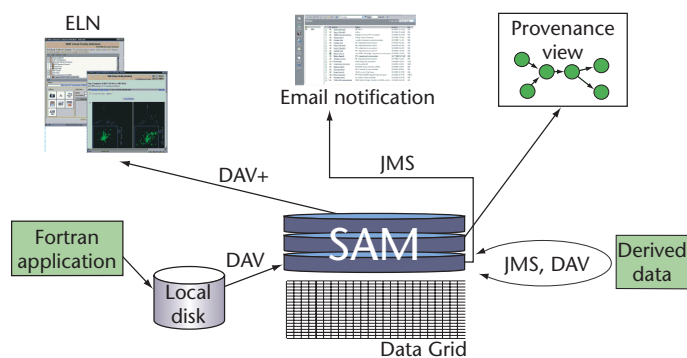 ELN
Provenance
view
Email notification
DAV+
JMS
Fortran
application
DAV
SAM
Local
disk
JMS, DAV
Derived
data
Data Grid